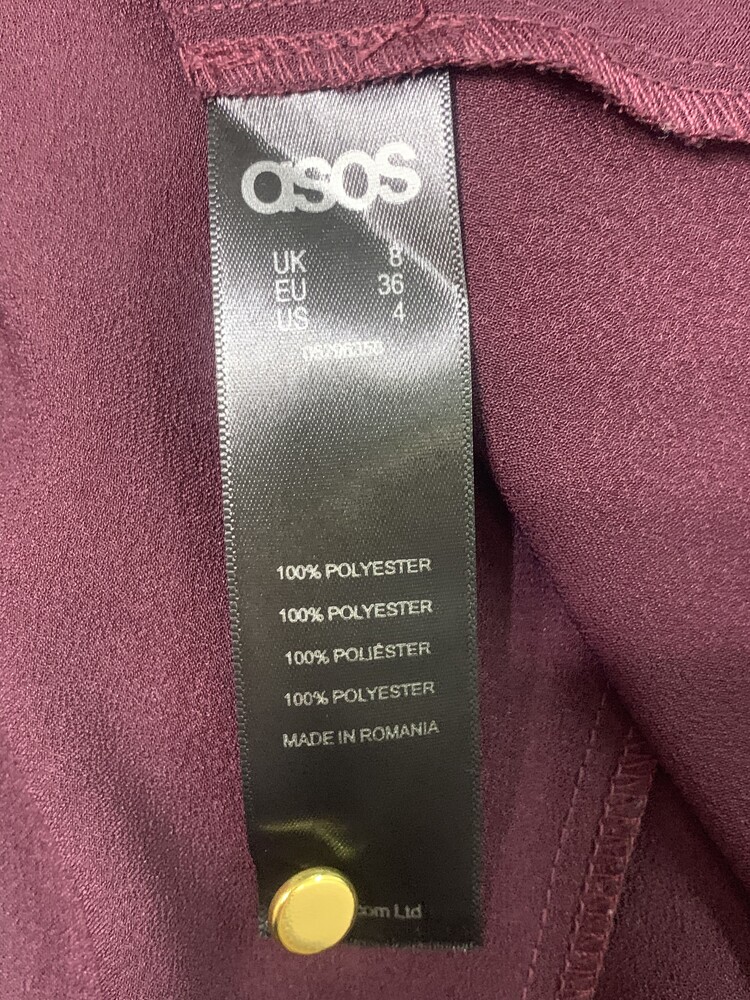 asos
UK 8
EU 36
US 4
100% POLYESTER
100% POLYESTER
100% POLIÉSTER
100% POLYESTER
MADE IN ROMANIA
com Ltd